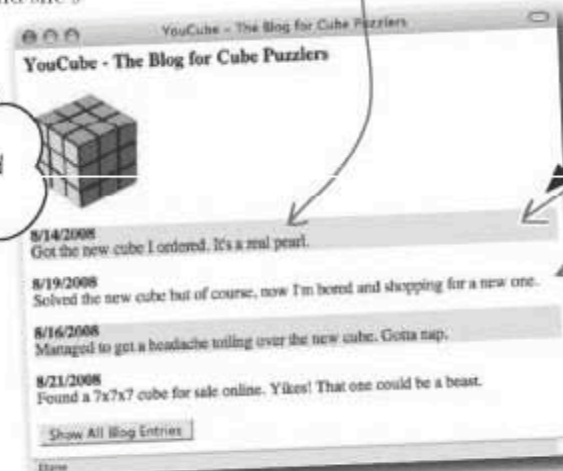 YouCube - The Blog for Cube Puzzlers
YouCube - The Blog for Cube Puzzlers
8/14/2008
Got the new cube I ordered. It's a real pearl.
8/19/2008
Solved the new cube but of course, now I'm bored and shopping for a new one.
8/16/2008
Managed to get a headache toiling over the new cube. Gotta nap.
8/21/2008
Found a 7x7x7 cube for sale online. Yikes! That one could be a beast.
Show All Blog Entries
Done